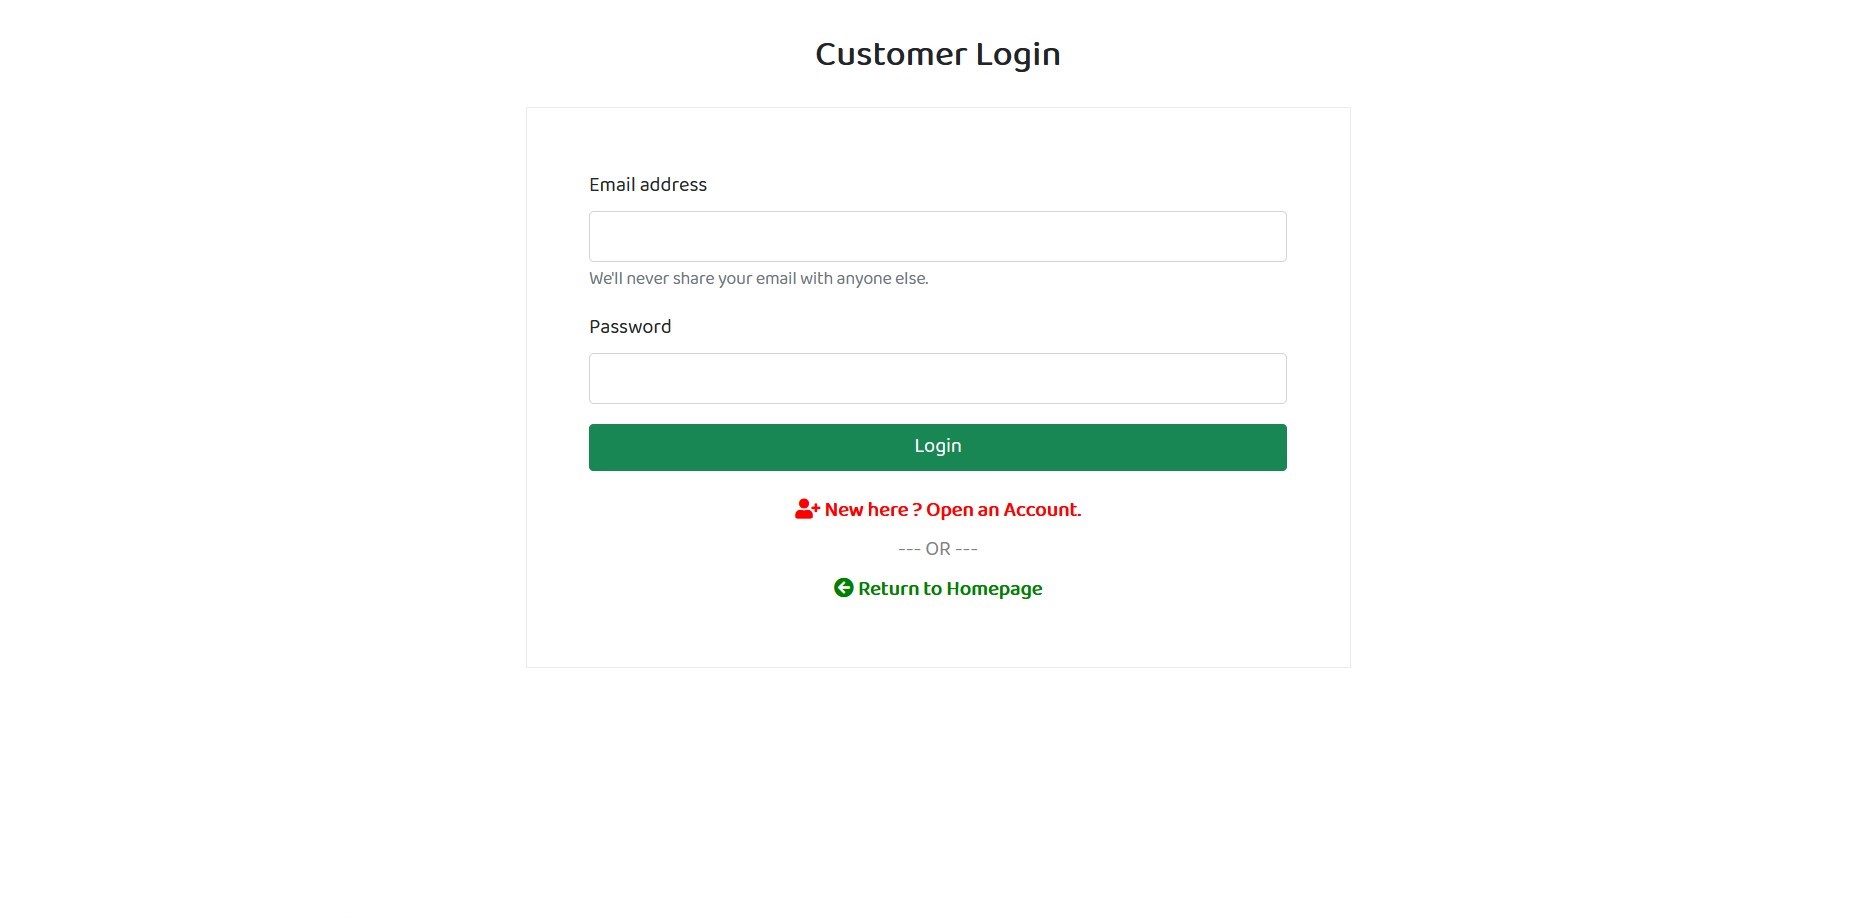 Customer Login
Email address
We'll never share your email with anyone else.
Password
Login
New here ? Open an Account.
--- OR ---
Return to Homepage